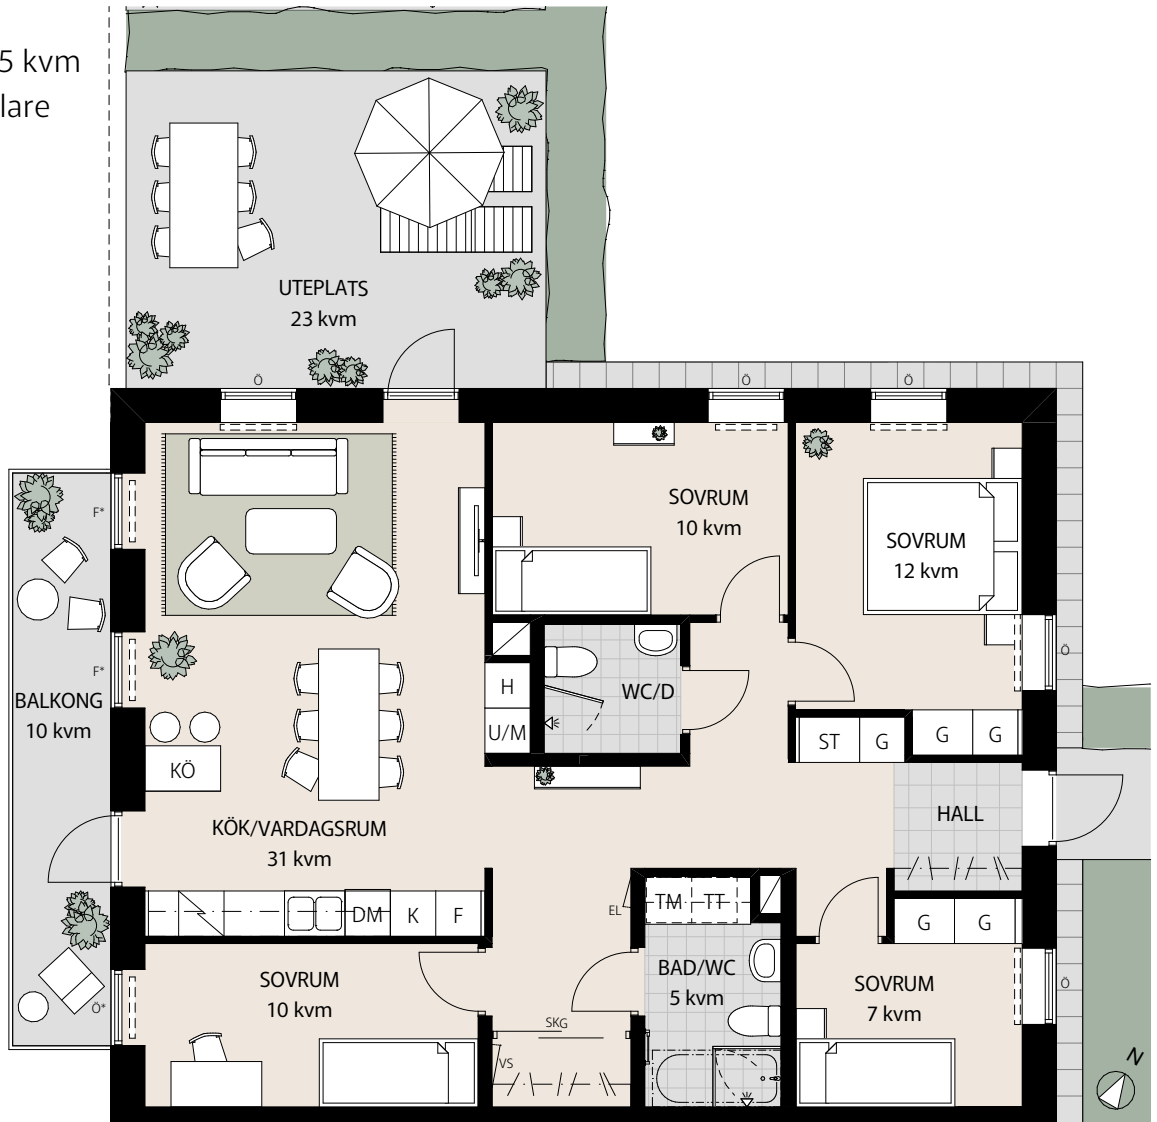 5 kvm
lare
UTEPLATS
23 kvm
Ö
Ö
Ö
F*
SOVRUM
10 kvm
SOVRUM
12 kvm
F*
Ö
BALKONG
10 kvm
H
U/M
WC/D
ST
G
G
G
KÖ
KÖK/VARDAGSRUM
31 kvm
HALL
DM
K
F
EL
TM
TT
G
G
SOVRUM
10 kvm
BAD/WC
5 kvm
SOVRUM
7 kvm
Ö
Ö*
SKG
VS
N